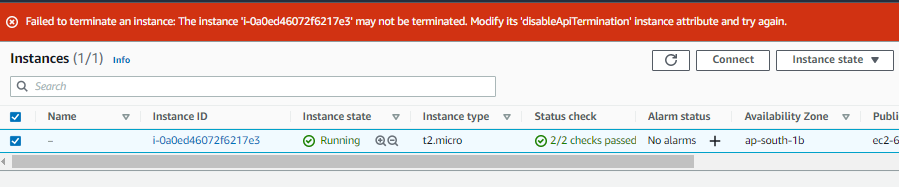 Failed to terminate an instance: The instance 'i-0a0ed46072f6217e3' may not be terminated. Modify its 'disableApiTermination' instance attribute and try again.
Instances (1/1) Info Connect Instance state
Search
Name Instance ID Instance state Instance type Status check Alarm status Availability Zone Publi
– i-0a0ed46072f6217e3 Running t2.micro 2/2 checks passed No alarms + ap-south-1b ec2-6